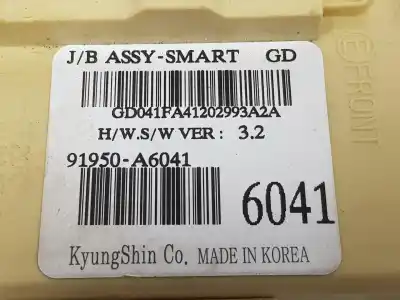 J/B ASSY-SMART GD
GD041FA41202993A2A
H/W.S/W VER : 3.2
91950-A6041
6041
KyungShin Co. MADE IN KOREA
FRONT